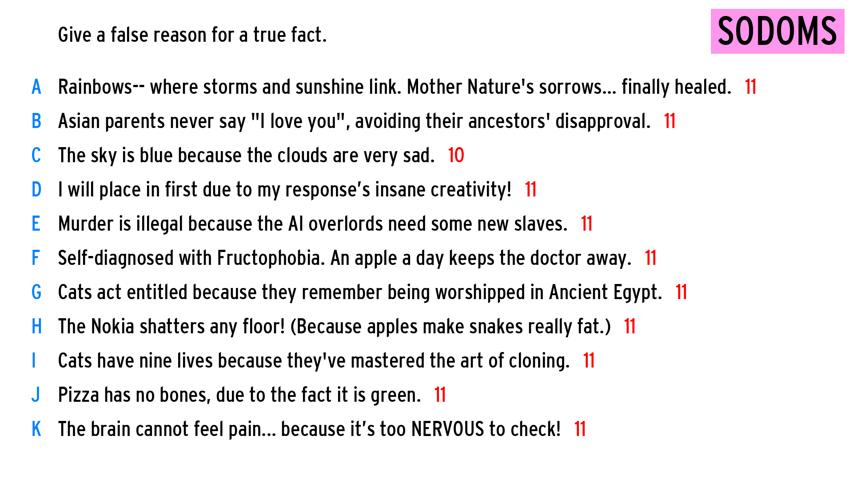 Give a false reason for a true fact.
SODOMS
A Rainbows-- where storms and sunshine link. Mother Nature's sorrows... finally healed. 11
B Asian parents never say "I love you", avoiding their ancestors' disapproval. 11
C The sky is blue because the clouds are very sad. 10
D I will place in first due to my response’s insane creativity! 11
E Murder is illegal because the AI overlords need some new slaves. 11
F Self-diagnosed with Fructophobia. An apple a day keeps the doctor away. 11
G Cats act entitled because they remember being worshipped in Ancient Egypt. 11
H The Nokia shatters any floor! (Because apples make snakes really fat.) 11
I Cats have nine lives because they've mastered the art of cloning. 11
J Pizza has no bones, due to the fact it is green. 11
K The brain cannot feel pain... because it’s too NERVOUS to check! 11